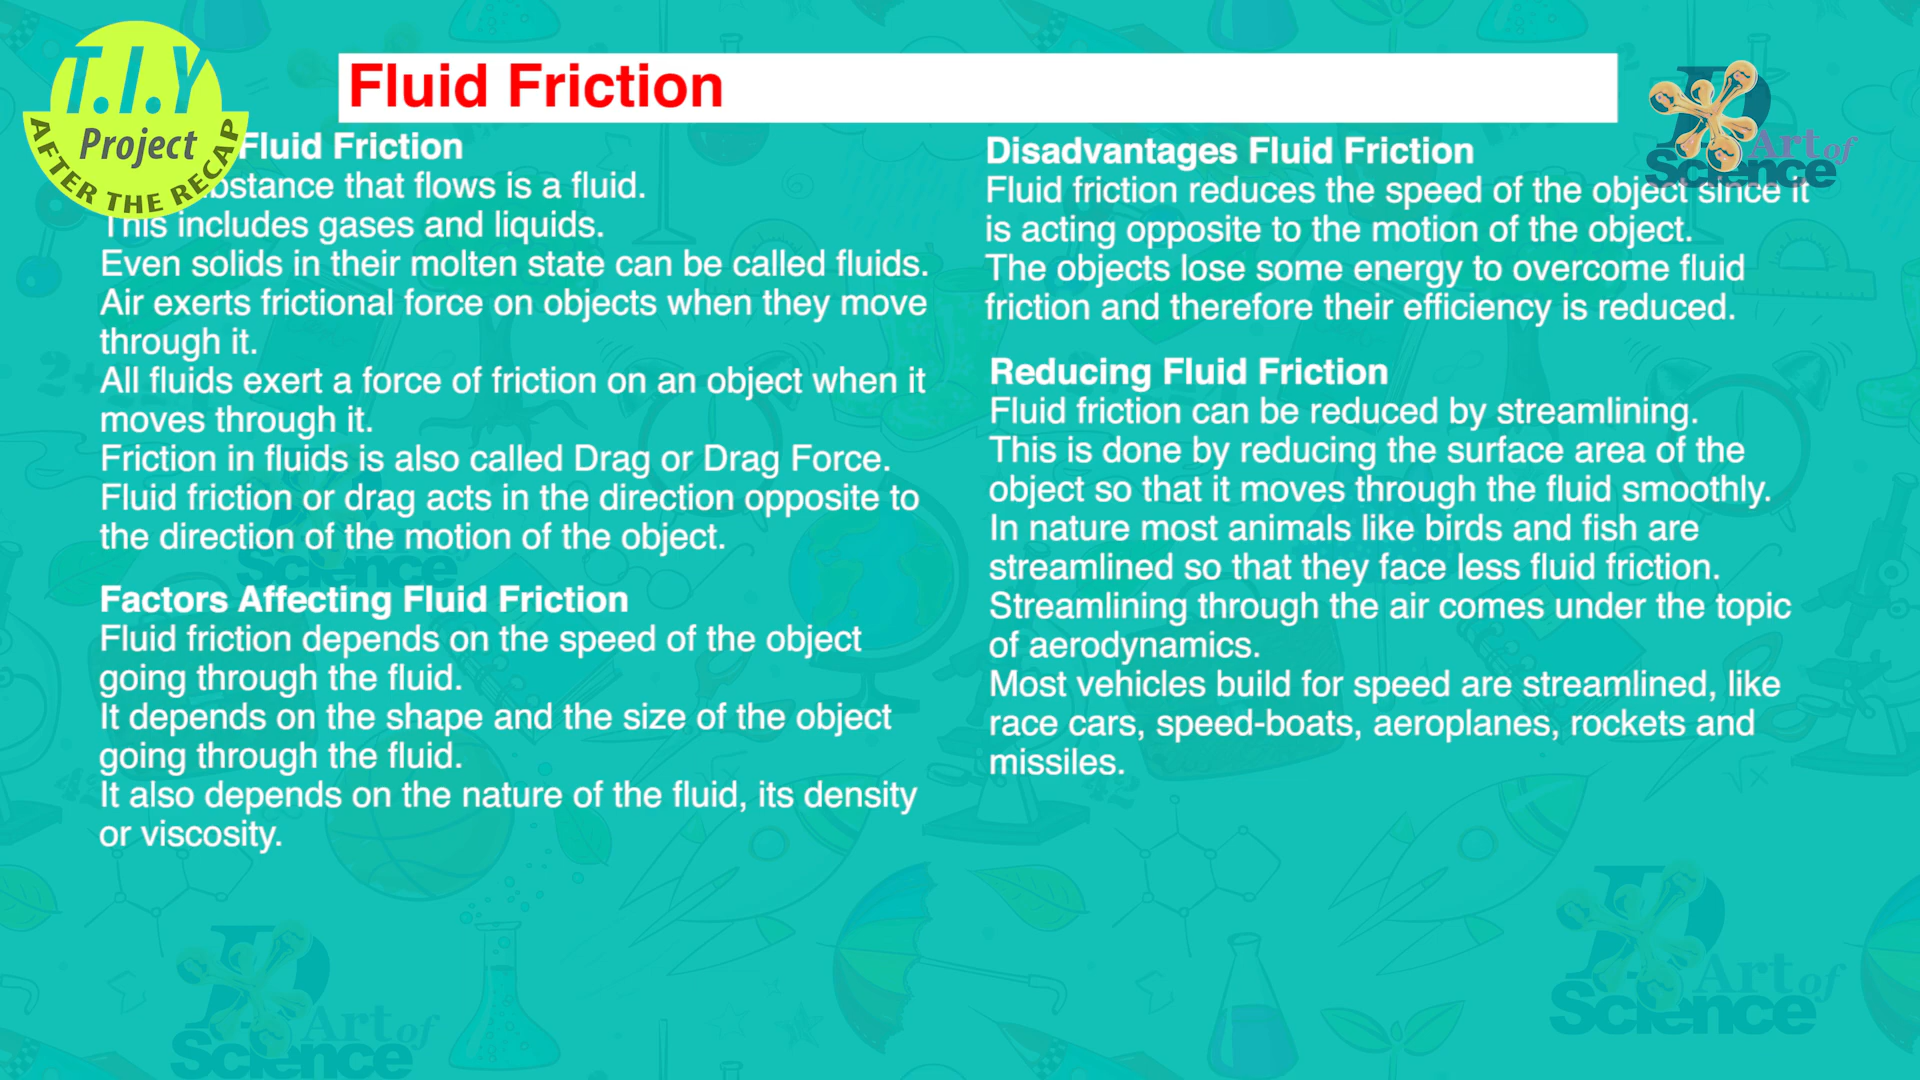 T.I.Y
Project
AFTER THE RECAP
Fluid Friction
Art of
Science
Fluid Friction
stance that flows is a fluid.
This includes gases and liquids.
Even solids in their molten state can be called fluids.
Air exerts frictional force on objects when they move
through it.
All fluids exert a force of friction on an object when it
moves through it.
Friction in fluids is also called Drag or Drag Force.
Fluid friction or drag acts in the direction opposite to
the direction of the motion of the object.
Factors Affecting Fluid Friction
Fluid friction depends on the speed of the object
going through the fluid.
It depends on the shape and the size of the object
going through the fluid.
It also depends on the nature of the fluid, its density
or viscosity.
Disadvantages Fluid Friction
Fluid friction reduces the speed of the object since it
is acting opposite to the motion of the object.
The objects lose some energy to overcome fluid
friction and therefore their efficiency is reduced.
Reducing Fluid Friction
Fluid friction can be reduced by streamlining.
This is done by reducing the surface area of the
object so that it moves through the fluid smoothly.
In nature most animals like birds and fish are
streamlined so that they face less fluid friction.
Streamlining through the air comes under the topic
of aerodynamics.
Most vehicles build for speed are streamlined, like
race cars, speed-boats, aeroplanes, rockets and
missiles.
Science
Art of
Science
Art of
Science